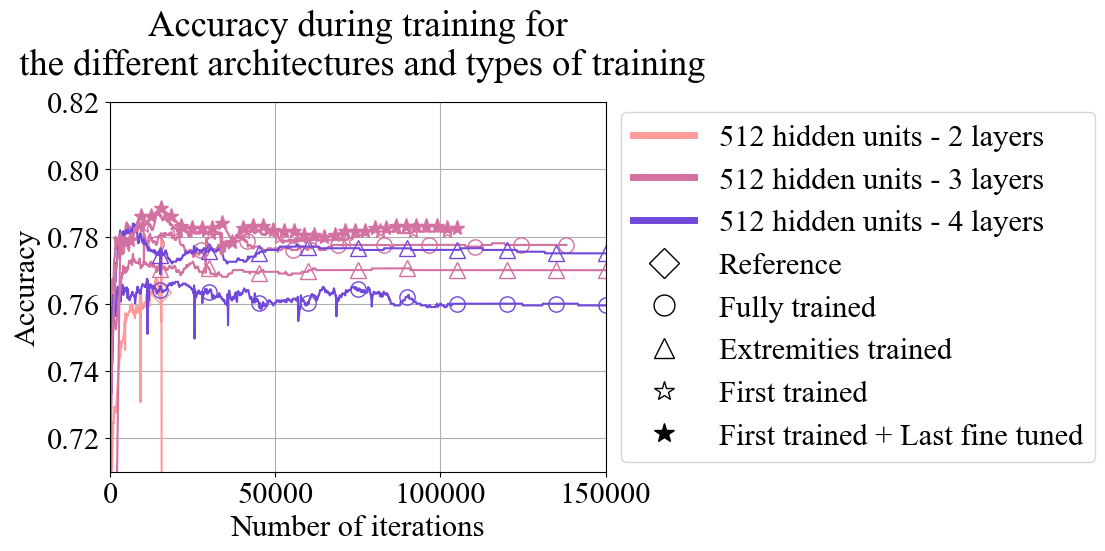 Accuracy during training for
the different architectures and types of training
0.82
0.80
0.78
0.76
0.74
0.72
Accuracy
0
50000
100000
150000
Number of iterations
512 hidden units - 2 layers
512 hidden units - 3 layers
512 hidden units - 4 layers
Reference
Fully trained
Extremities trained
First trained
First trained + Last fine tuned